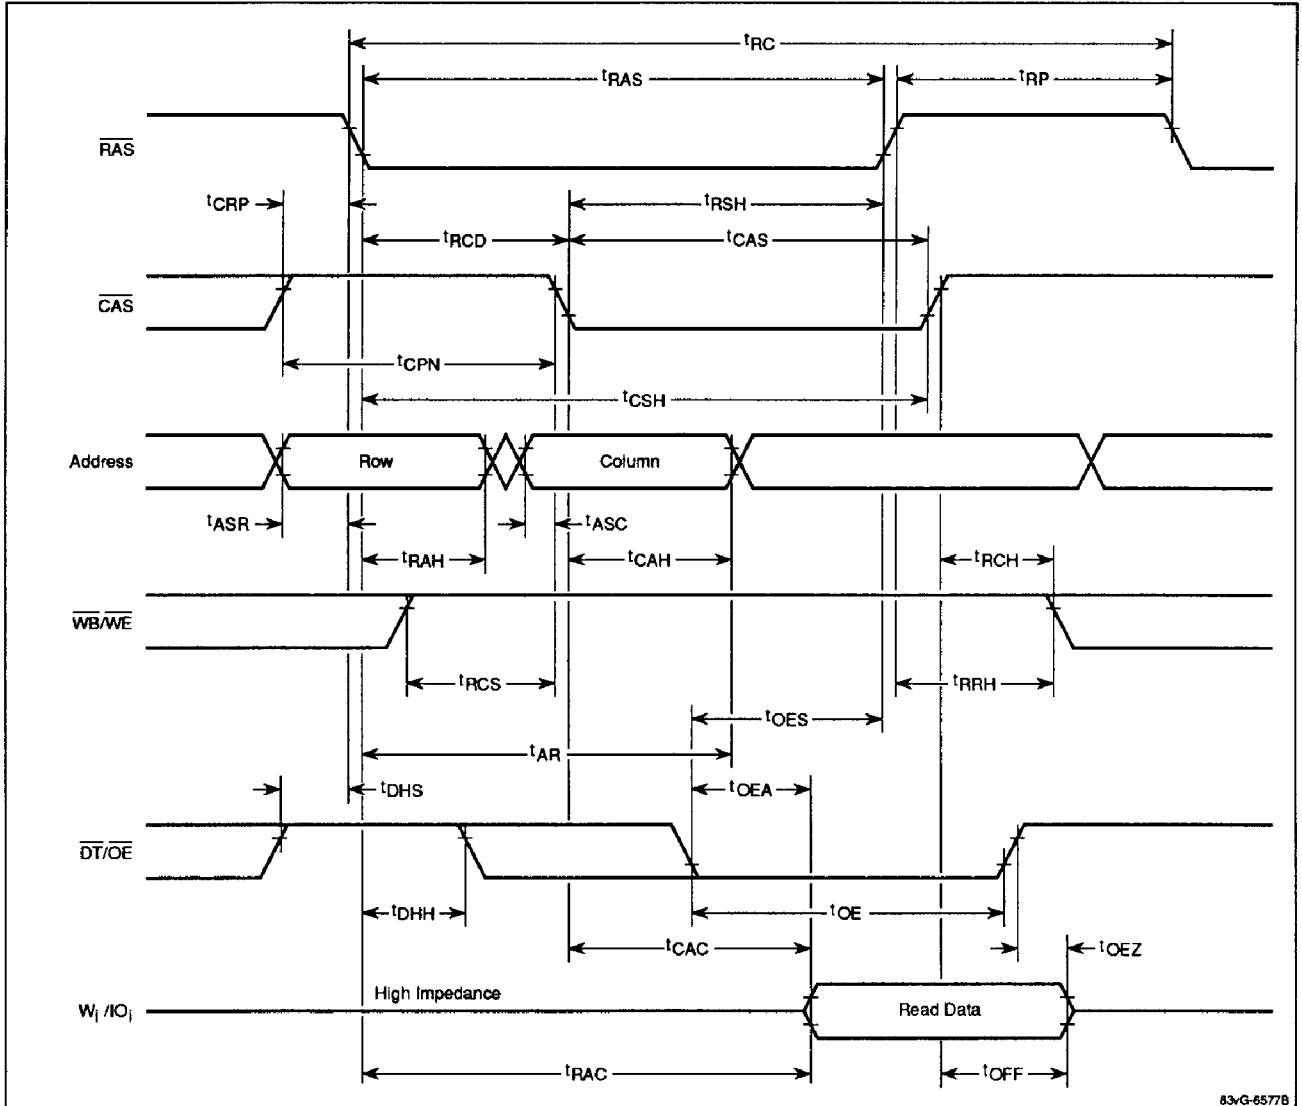 tRC
tRAS
tRP
RAS
tCRP
tRSH
tRCD
tCAS
CAS
tCPN
tCSH
Address
Row
Column
tASR
tASC
tRAH
tCAH
tRCH
WB/WE
tRCS
tRRH
tOES
tAR
tDHS
tOEA
DT/OE
tDHH
tOE
tCAC
tOEZ
High Impedance
Wi /IOi
Read Data
tRAC
tOFF
83vG-6577B